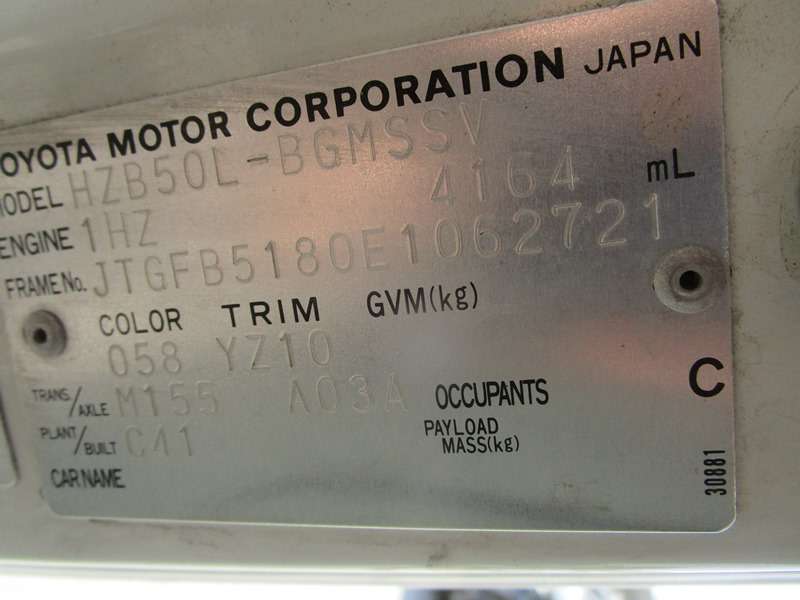 TOYOTA MOTOR CORPORATION JAPAN
MODEL HZB50L-BGMSSV
ENGINE 1HZ 4164 mL
FRAME No. JTGFB5180E1062721
COLOR TRIM GVM(kg)
058 YZ10
TRANS/AXLE M155 A03A OCCUPANTS C
PLANT/BUILT C41 PAYLOAD MASS(kg)
CAR NAME
30881